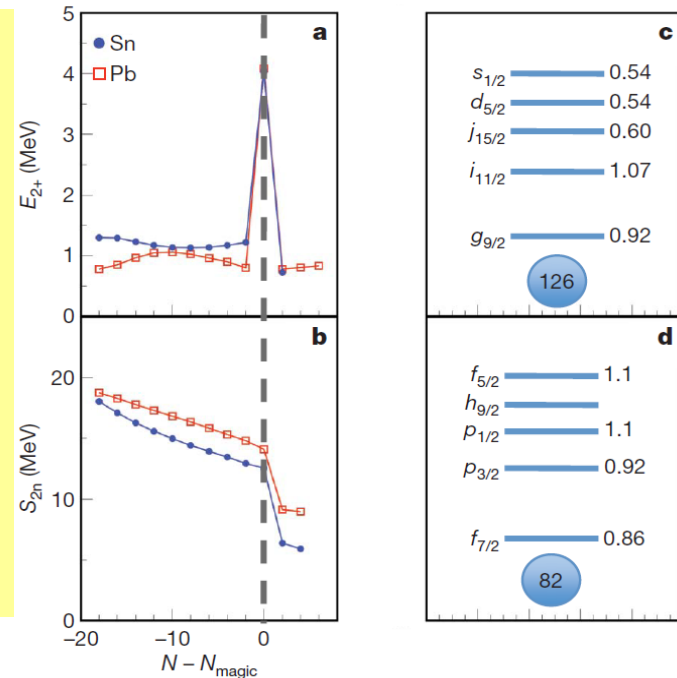 a
Sn
Pb
5
4
3
2
1
0
E2+ (MeV)
b
20
10
0
S2n (MeV)
−20
−10
0
N − Nmagic
c
s1/2 0.54
d5/2 0.54
j15/2 0.60
i11/2 1.07
g9/2 0.92
126
d
f5/2 1.1
h9/2
p1/2 1.1
p3/2 0.92
f7/2 0.86
82